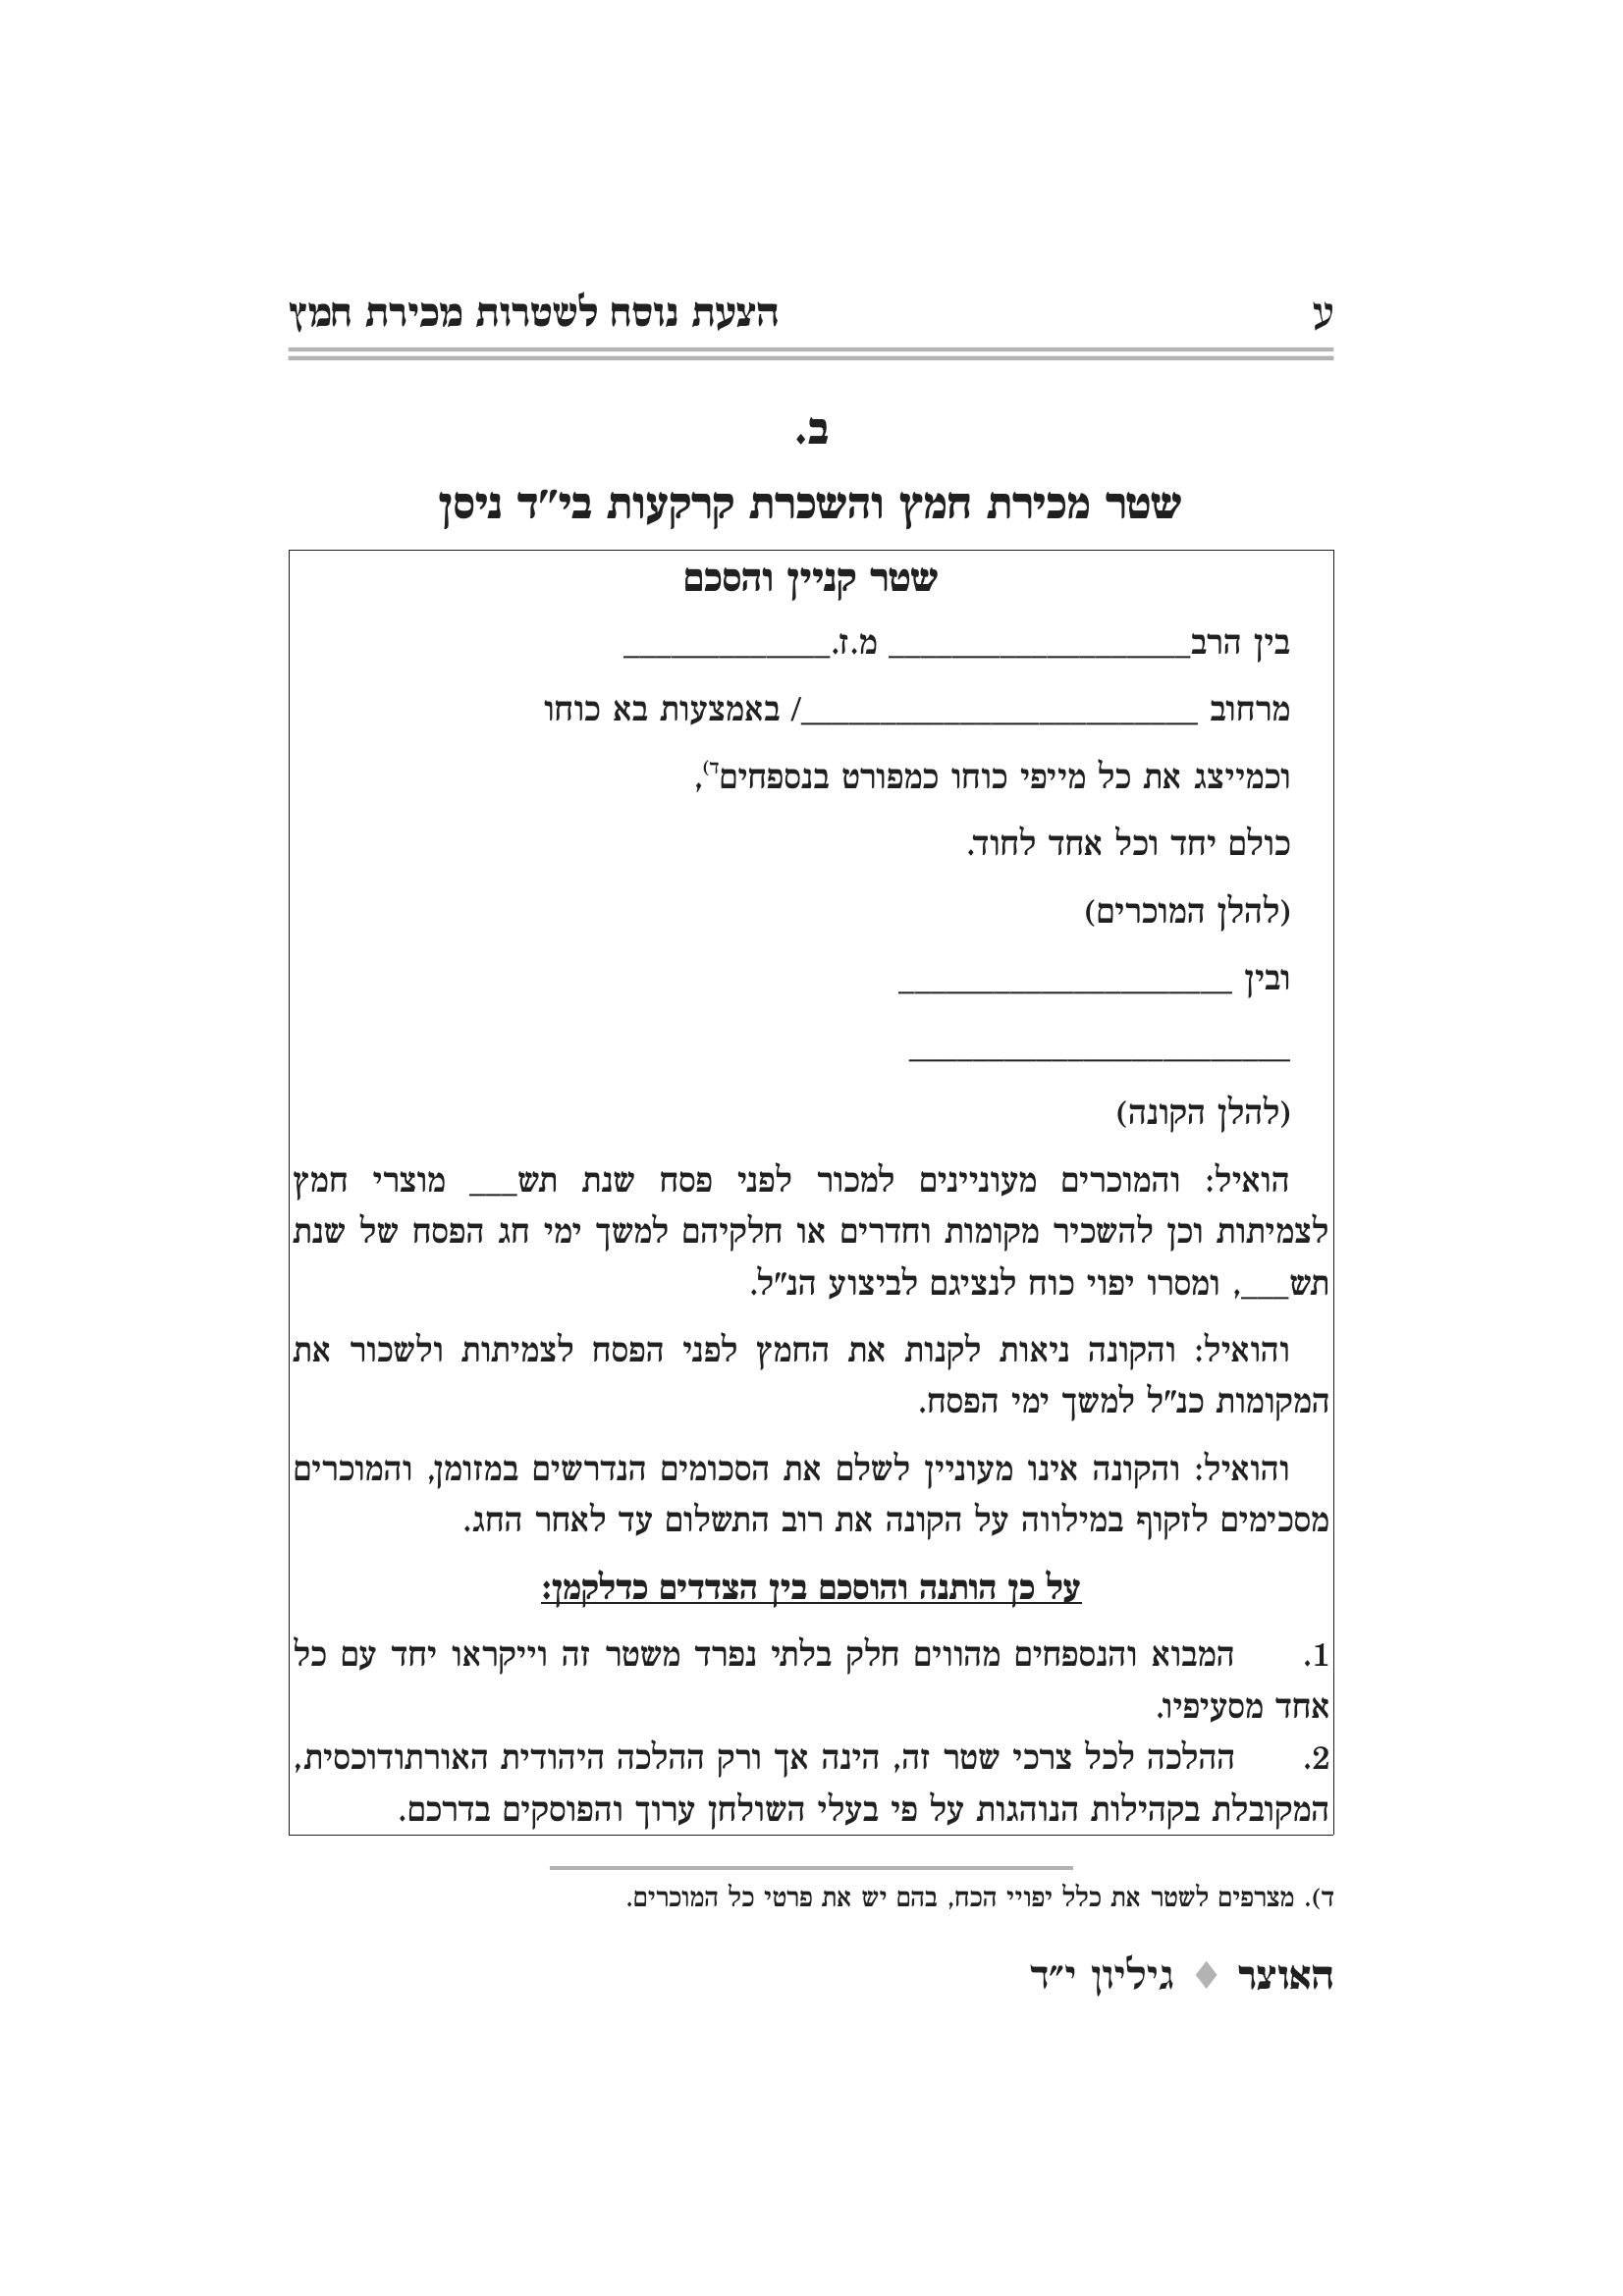 ע הצעת נוסח לשטרות מכירת חמץ
ב.
שטר מכירת חמץ והשכרת קרקעות בי"ד ניסן
שטר קניין והסכם
בין הרב___________________ מ.ז._____________
מרחוב _________________________/ באמצעות בא כוחו
וכמייצג את כל מייפי כוחו כמפורט בנספחיםד),
כולם יחד וכל אחד לחוד.
(להלן המוכרים)
ובין _____________________
________________________
(להלן הקונה)
הואיל: והמוכרים מעוניינים למכור לפני פסח שנת תש___ מוצרי חמץ
לצמיתות וכן להשכיר מקומות וחדרים או חלקיהם למשך ימי חג הפסח של שנת
תש___, ומסרו יפוי כוח לנציגם לביצוע הנ"ל.
והואיל: והקונה ניאות לקנות את החמץ לפני הפסח לצמיתות ולשכור את
המקומות כנ"ל למשך ימי הפסח.
והואיל: והקונה אינו מעוניין לשלם את הסכומים הנדרשים במזומן, והמוכרים
מסכימים לזקוף במילווה על הקונה את רוב התשלום עד לאחר החג.
על כן הותנה והוסכם בין הצדדים כדלקמן:
1. המבוא והנספחים מהווים חלק בלתי נפרד משטר זה וייקראו יחד עם כל
אחד מסעיפיו.
2. ההלכה לכל צרכי שטר זה, הינה אך ורק ההלכה היהודית האורתודוכסית,
המקובלת בקהילות הנוהגות על פי בעלי השולחן ערוך והפוסקים בדרכם.
ד). מצרפים לשטר את כלל יפויי הכח, בהם יש את פרטי כל המוכרים.
האוצר ♦ גיליון י"ד